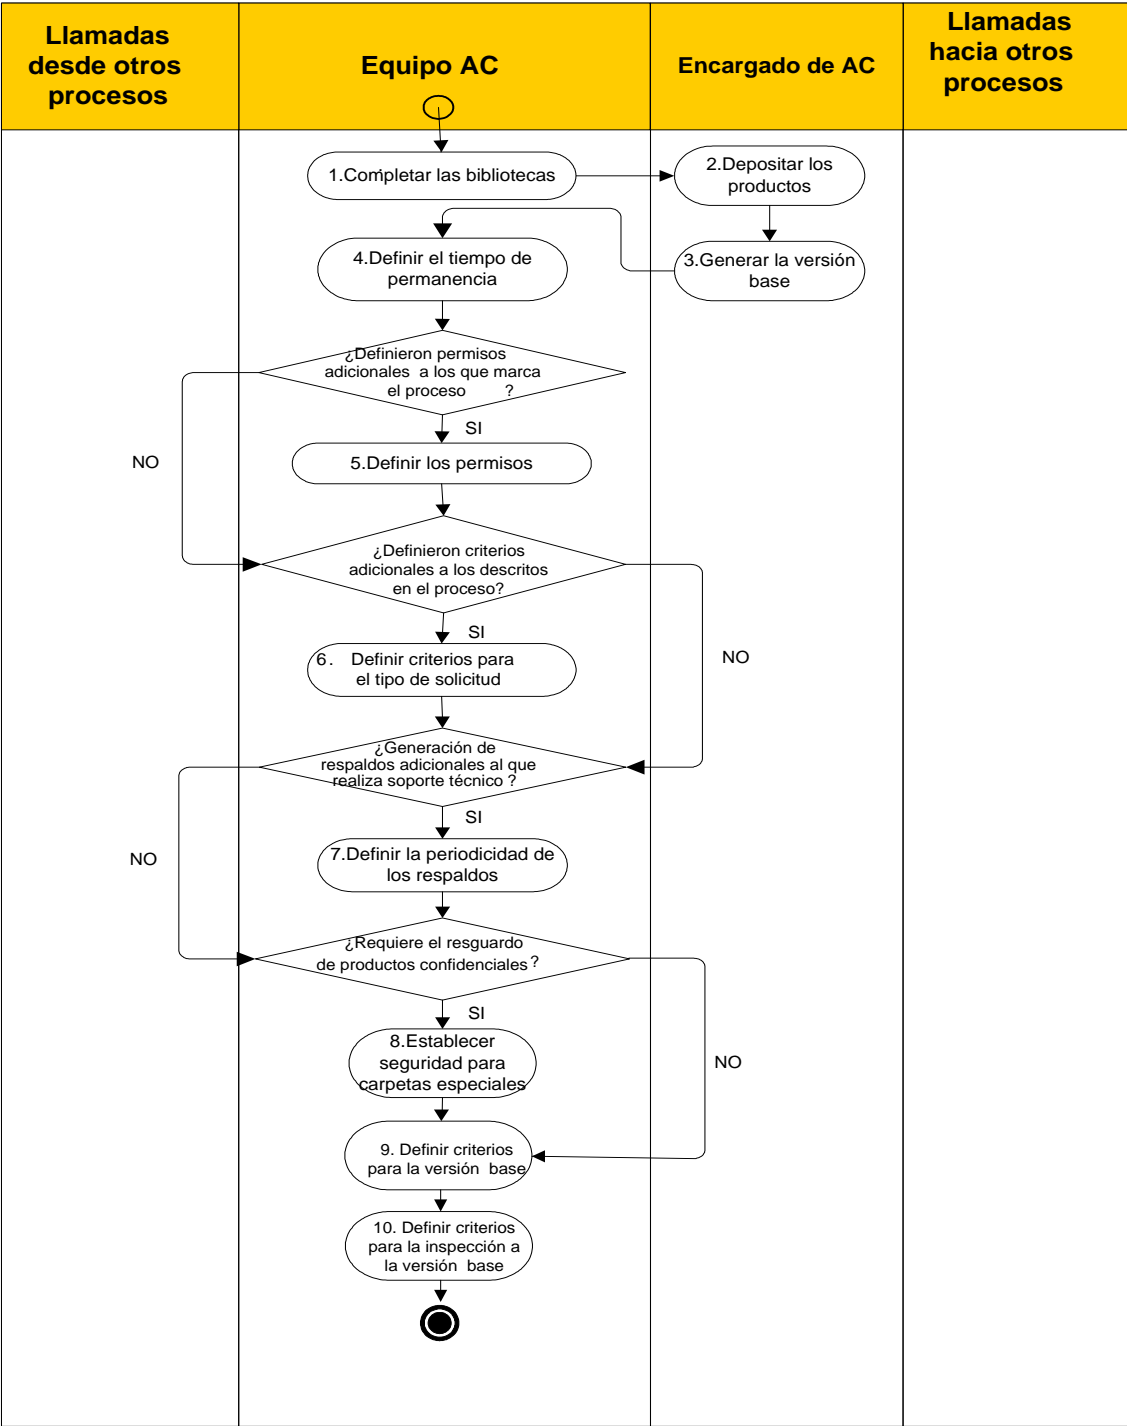 Llamadas
desde otros
procesos
Equipo AC
Encargado de AC
Llamadas
hacia otros
procesos
1.Completar las bibliotecas
2.Depositar los
productos
3.Generar la versión
base
4.Definir el tiempo de
permanencia
¿Definieron permisos
adicionales a los que marca
el proceso ?
SI
NO
5.Definir los permisos
¿Definieron criterios
adicionales a los descritos
en el proceso?
SI
NO
6. Definir criterios para
el tipo de solicitud
¿Generación de
respaldos adicionales al que
realiza soporte técnico ?
SI
NO
7.Definir la periodicidad de
los respaldos
¿Requiere el resguardo
de productos confidenciales ?
SI
NO
8.Establecer
seguridad para
carpetas especiales
9. Definir criterios
para la versión base
10. Definir criterios
para la inspección a
la versión base